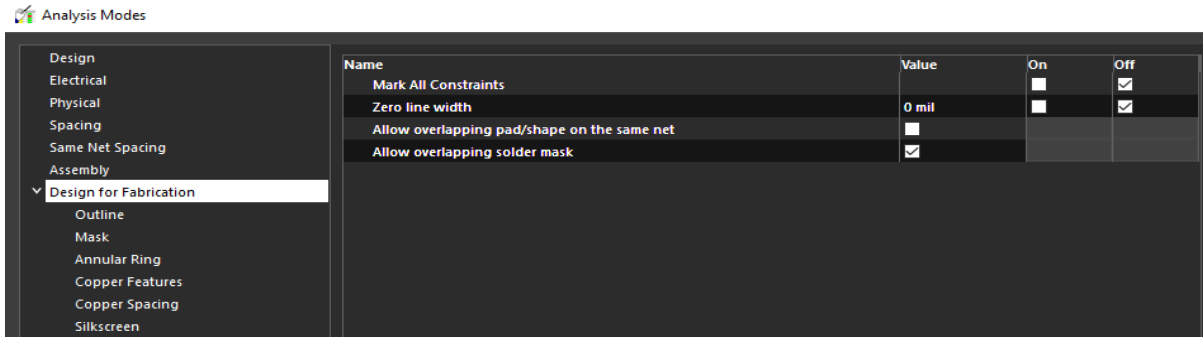 Analysis Modes
Design
Electrical
Physical
Spacing
Same Net Spacing
Assembly
Design for Fabrication
Outline
Mask
Annular Ring
Copper Features
Copper Spacing
Silkscreen
Name Value On Off
Mark All Constraints
Zero line width 0 mil
Allow overlapping pad/shape on the same net
Allow overlapping solder mask